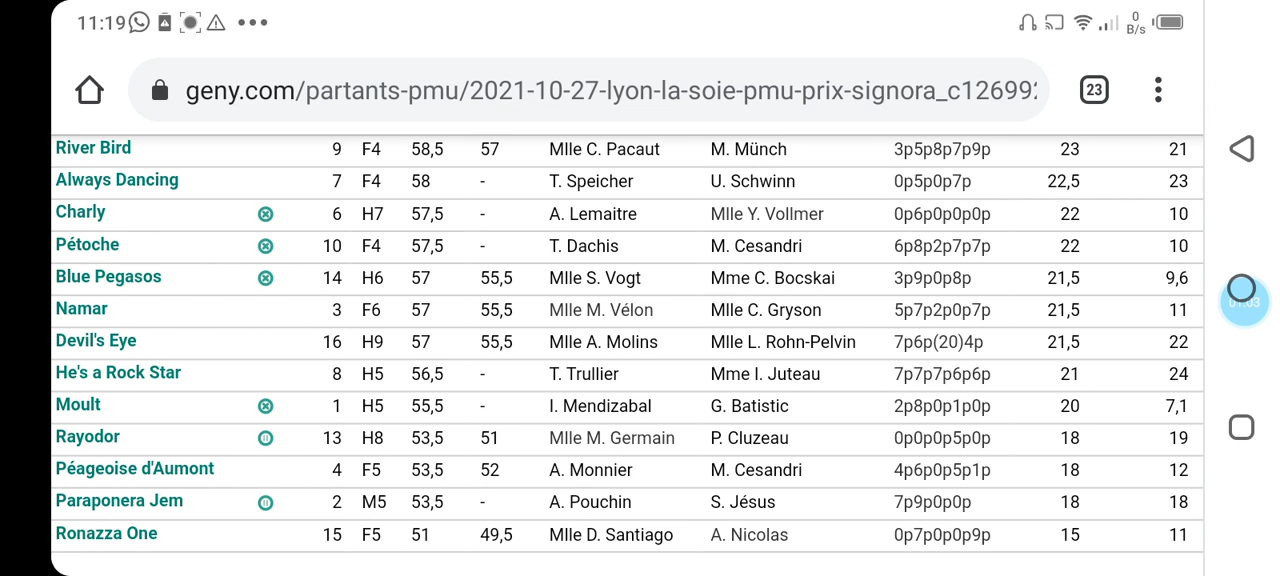 11:19
0 B/s
geny.com/partants-pmu/2021-10-27-lyon-la-soie-pmu-prix-signora_c12699
23
River Bird 9 F4 58,5 57 Mlle C. Pacaut M. Münch 3p5p8p7p9p 23 21
Always Dancing 7 F4 58 - T. Speicher U. Schwinn 0p5p0p7p 22,5 23
Charly 6 H7 57,5 - A. Lemaitre Mlle Y. Vollmer 0p6p0p0p0p 22 10
Pétoche 10 F4 57,5 - T. Dachis M. Cesandri 6p8p2p7p7p 22 10
Blue Pegasos 14 H6 57 55,5 Mlle S. Vogt Mme C. Bocskai 3p9p0p8p 21,5 9,6
Namar 3 F6 57 55,5 Mlle M. Vélon Mlle C. Gryson 5p7p2p0p7p 21,5 11
Devil's Eye 16 H9 57 55,5 Mlle A. Molins Mlle L. Rohn-Pelvin 7p6p(20)4p 21,5 22
He's a Rock Star 8 H5 56,5 - T. Trullier Mme I. Juteau 7p7p7p6p6p 21 24
Moult 1 H5 55,5 - I. Mendizabal G. Batistic 2p8p0p1p0p 20 7,1
Rayodor 13 H8 53,5 51 Mlle M. Germain P. Cluzeau 0p0p0p5p0p 18 19
Péageoise d'Aumont 4 F5 53,5 52 A. Monnier M. Cesandri 4p6p0p5p1p 18 12
Paraponera Jem 2 M5 53,5 - A. Pouchin S. Jésus 7p9p0p0p 18 18
Ronazza One 15 F5 51 49,5 Mlle D. Santiago A. Nicolas 0p7p0p0p9p 15 11